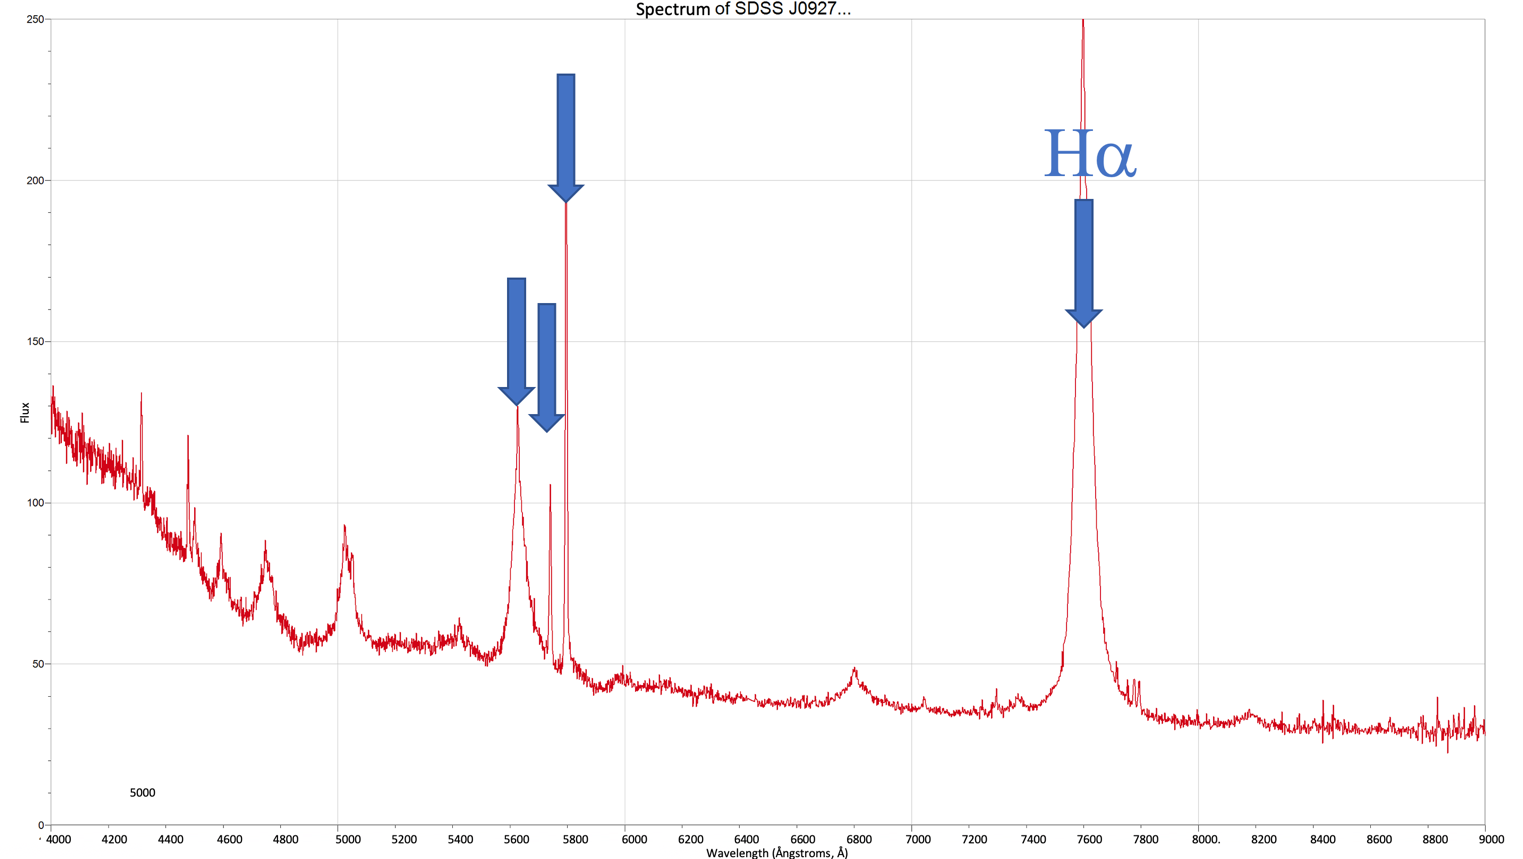 Spectrum of SDSS J0927...
250
200
150
100
50
0
Flux
Hα
5000
4000 4200 4400 4600 4800 5000 5200 5400 5600 5800 6000 6200 6400 6600 6800 7000 7200 7400 7600 7800 8000. 8200 8400 8600 8800 9000
Wavelength (Ångstroms, Å)